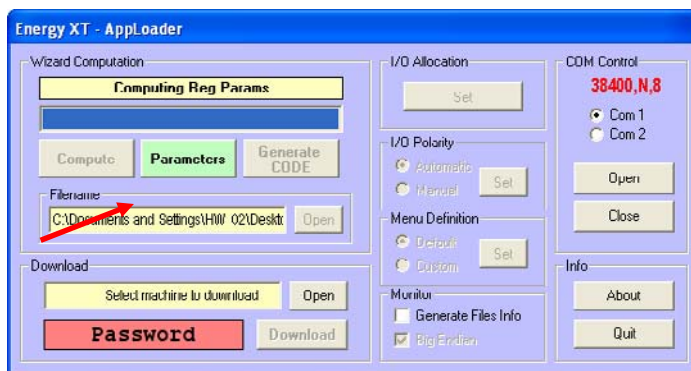 Energy XT - AppLoader
Wizard Computation
Computing Reg Params
Compute
Parameters
Generate
CODE
Filename
C:\Documents and Settings\HW 02\Deskto
Open
Download
Select machine to download
Open
Password
Download
I/O Allocation
Set
I/O Polarity
Automatic
Manual
Set
Menu Definition
Default
Custom
Set
Monitor
Generate Files Info
Big Endian
COM Control
38400,N,8
Com 1
Com 2
Open
Close
Info
About
Quit